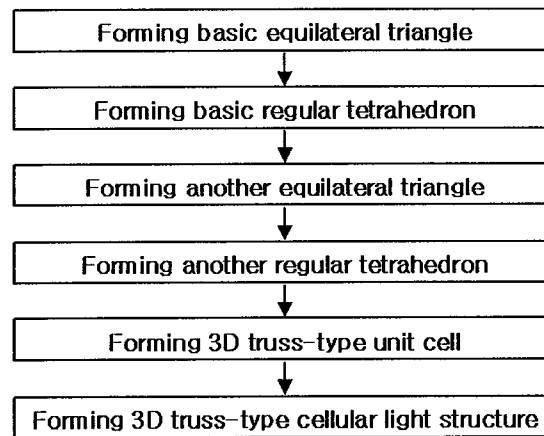 Forming basic equilateral triangle
Forming basic regular tetrahedron
Forming another equilateral triangle
Forming another regular tetrahedron
Forming 3D truss-type unit cell
Forming 3D truss-type cellular light structure